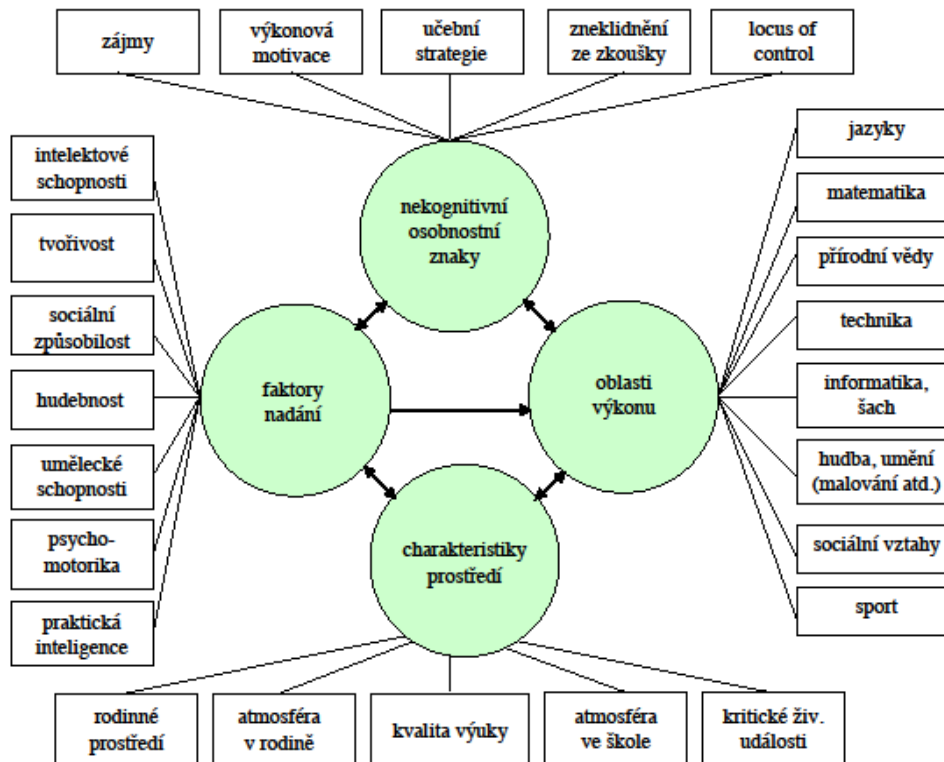 zájmy
výkonová
motivace
učební
strategie
zneklidnění
ze zkoušky
locus of
control
intelektové
schopnosti
tvořivost
sociální
způsobilost
hudebnost
umělecké
schopnosti
psycho-
motorika
praktická
inteligence
nekognitivní
osobnostní
znaky
faktory
nadání
oblasti
výkonu
charakteristiky
prostředí
jazyky
matematika
přírodní vědy
technika
informatika,
šach
hudba, umění
(malování atd.)
sociální vztahy
sport
rodinné
prostředí
atmosféra
v rodině
kvalita výuky
atmosféra
ve škole
kritické živ.
události